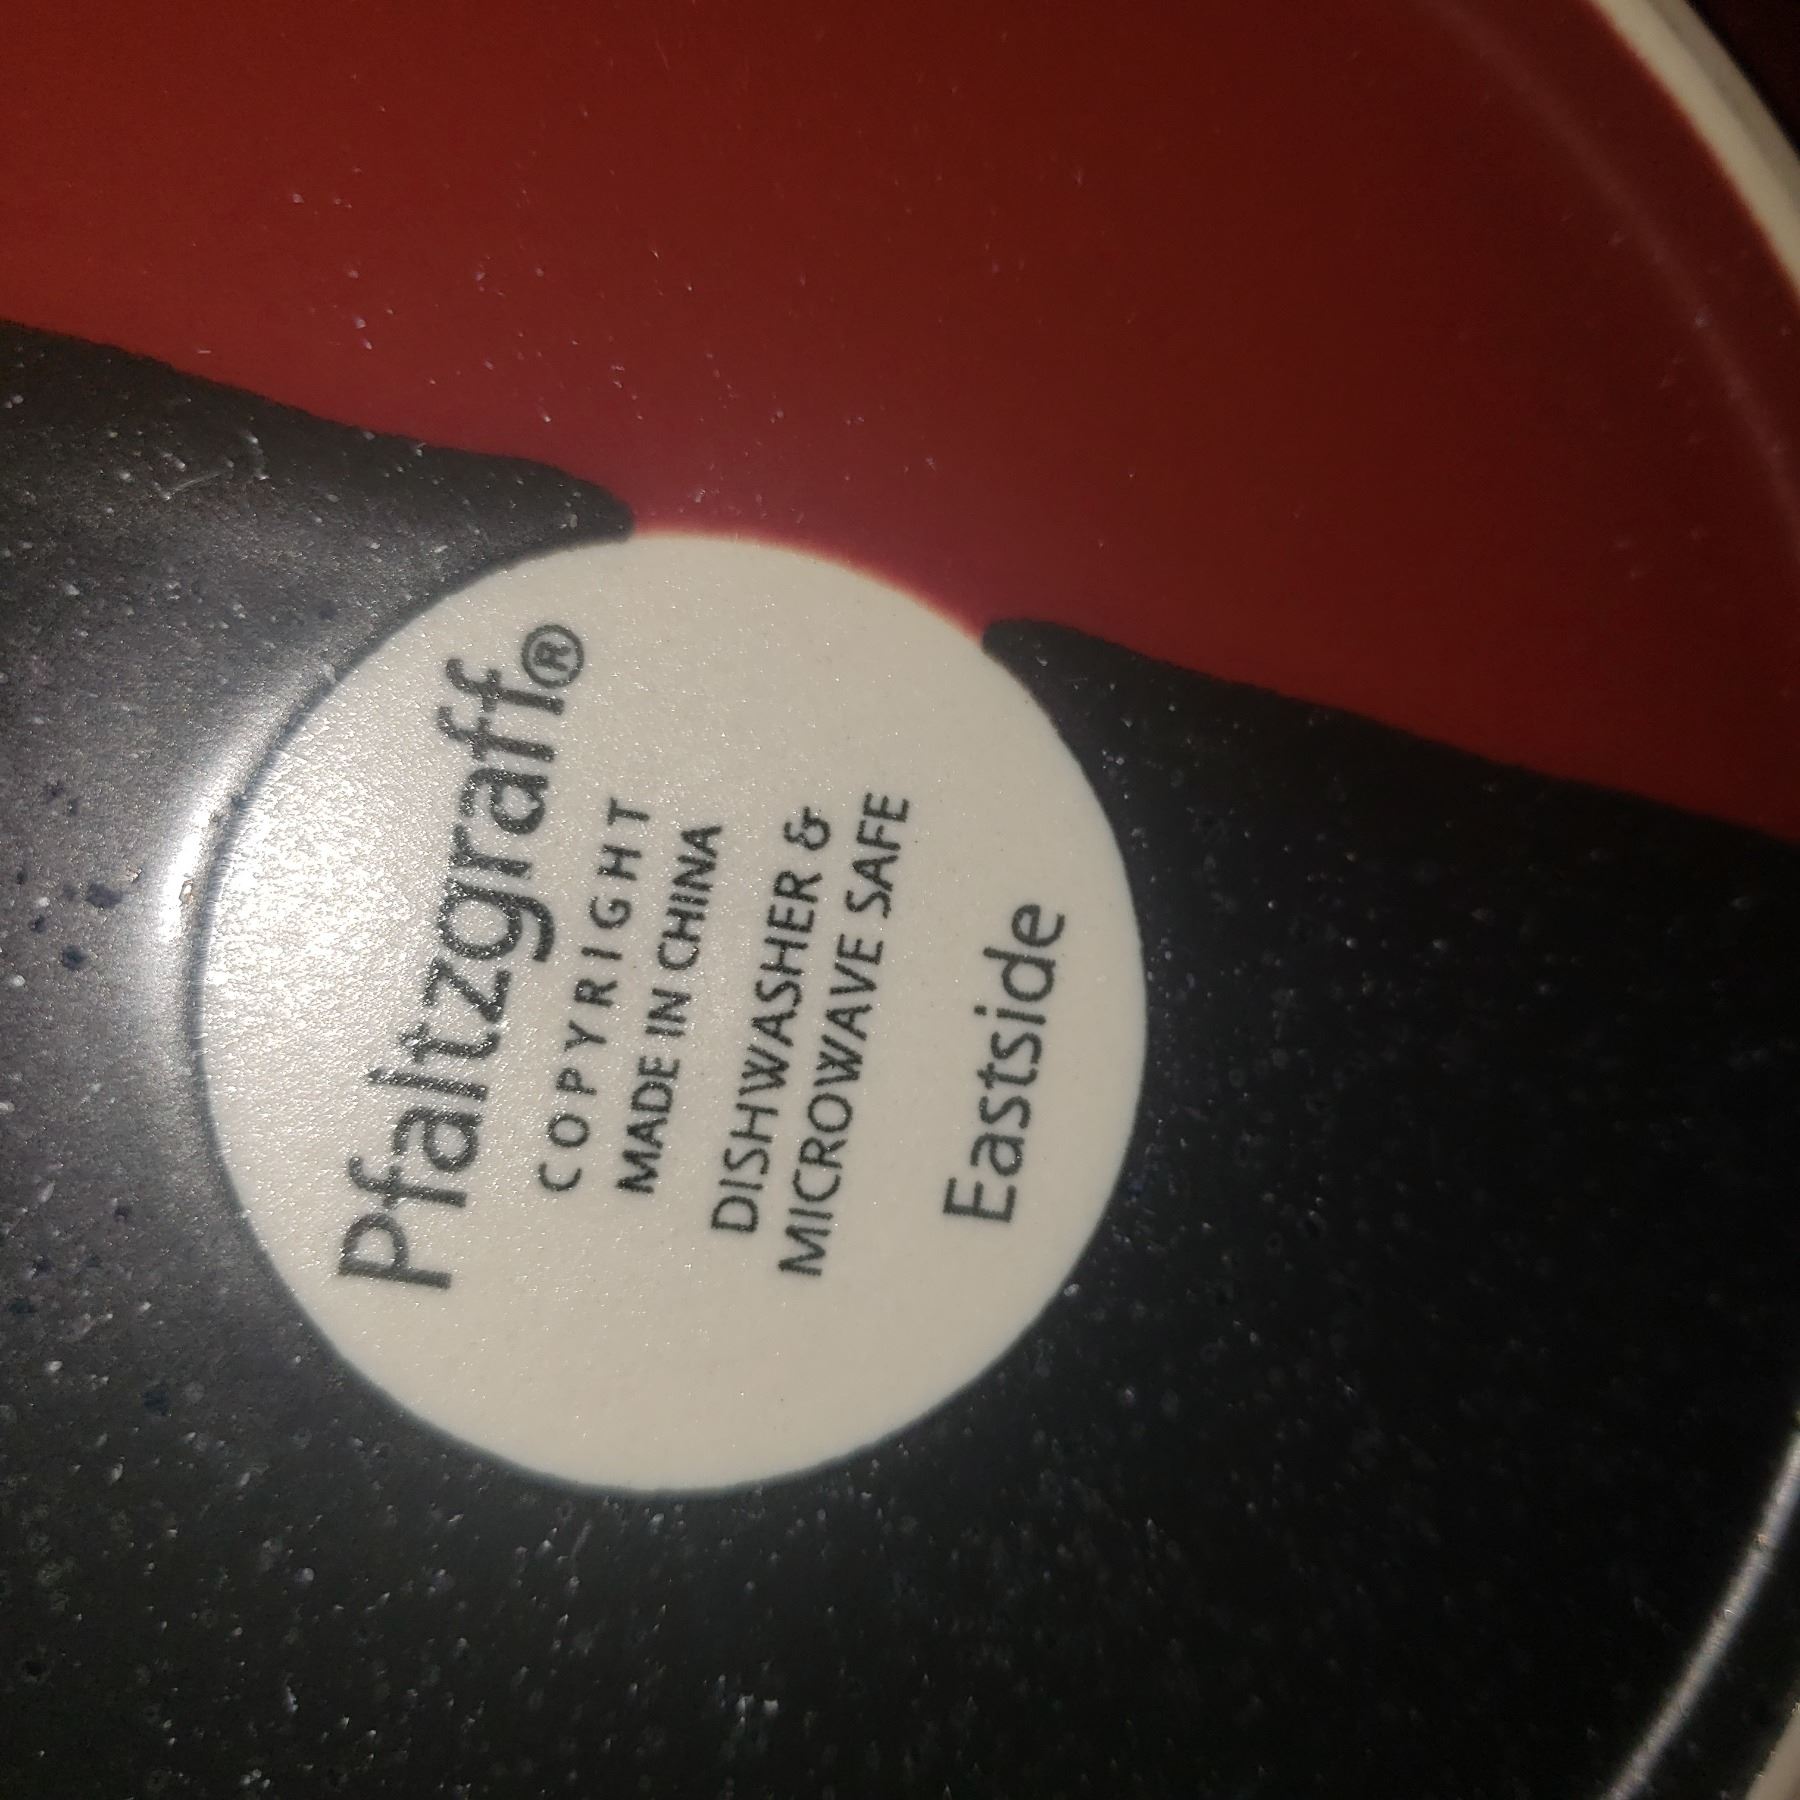 Pfaltzgraff®
COPYRIGHT
MADE IN CHINA
DISHWASHER &
MICROWAVE SAFE
Eastside